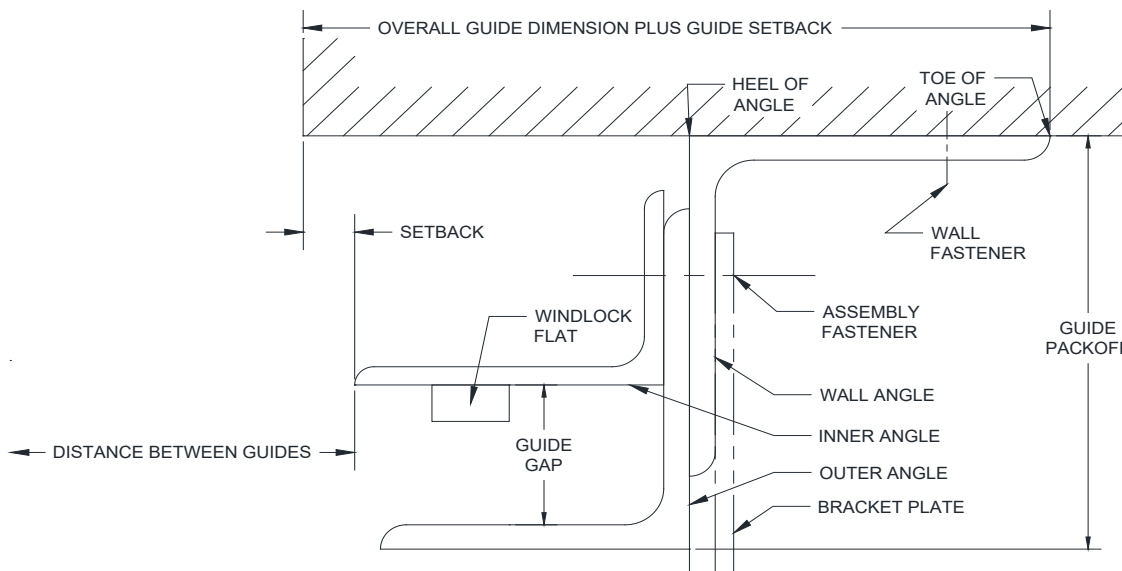 OVERALL GUIDE DIMENSION PLUS GUIDE SETBACK
HEEL OF
ANGLE
TOE OF
ANGLE
SETBACK
WALL
FASTENER
WINDLOCK
FLAT
ASSEMBLY
FASTENER
GUIDE
PACKOFF
WALL ANGLE
INNER ANGLE
DISTANCE BETWEEN GUIDES
GUIDE
GAP
OUTER ANGLE
BRACKET PLATE